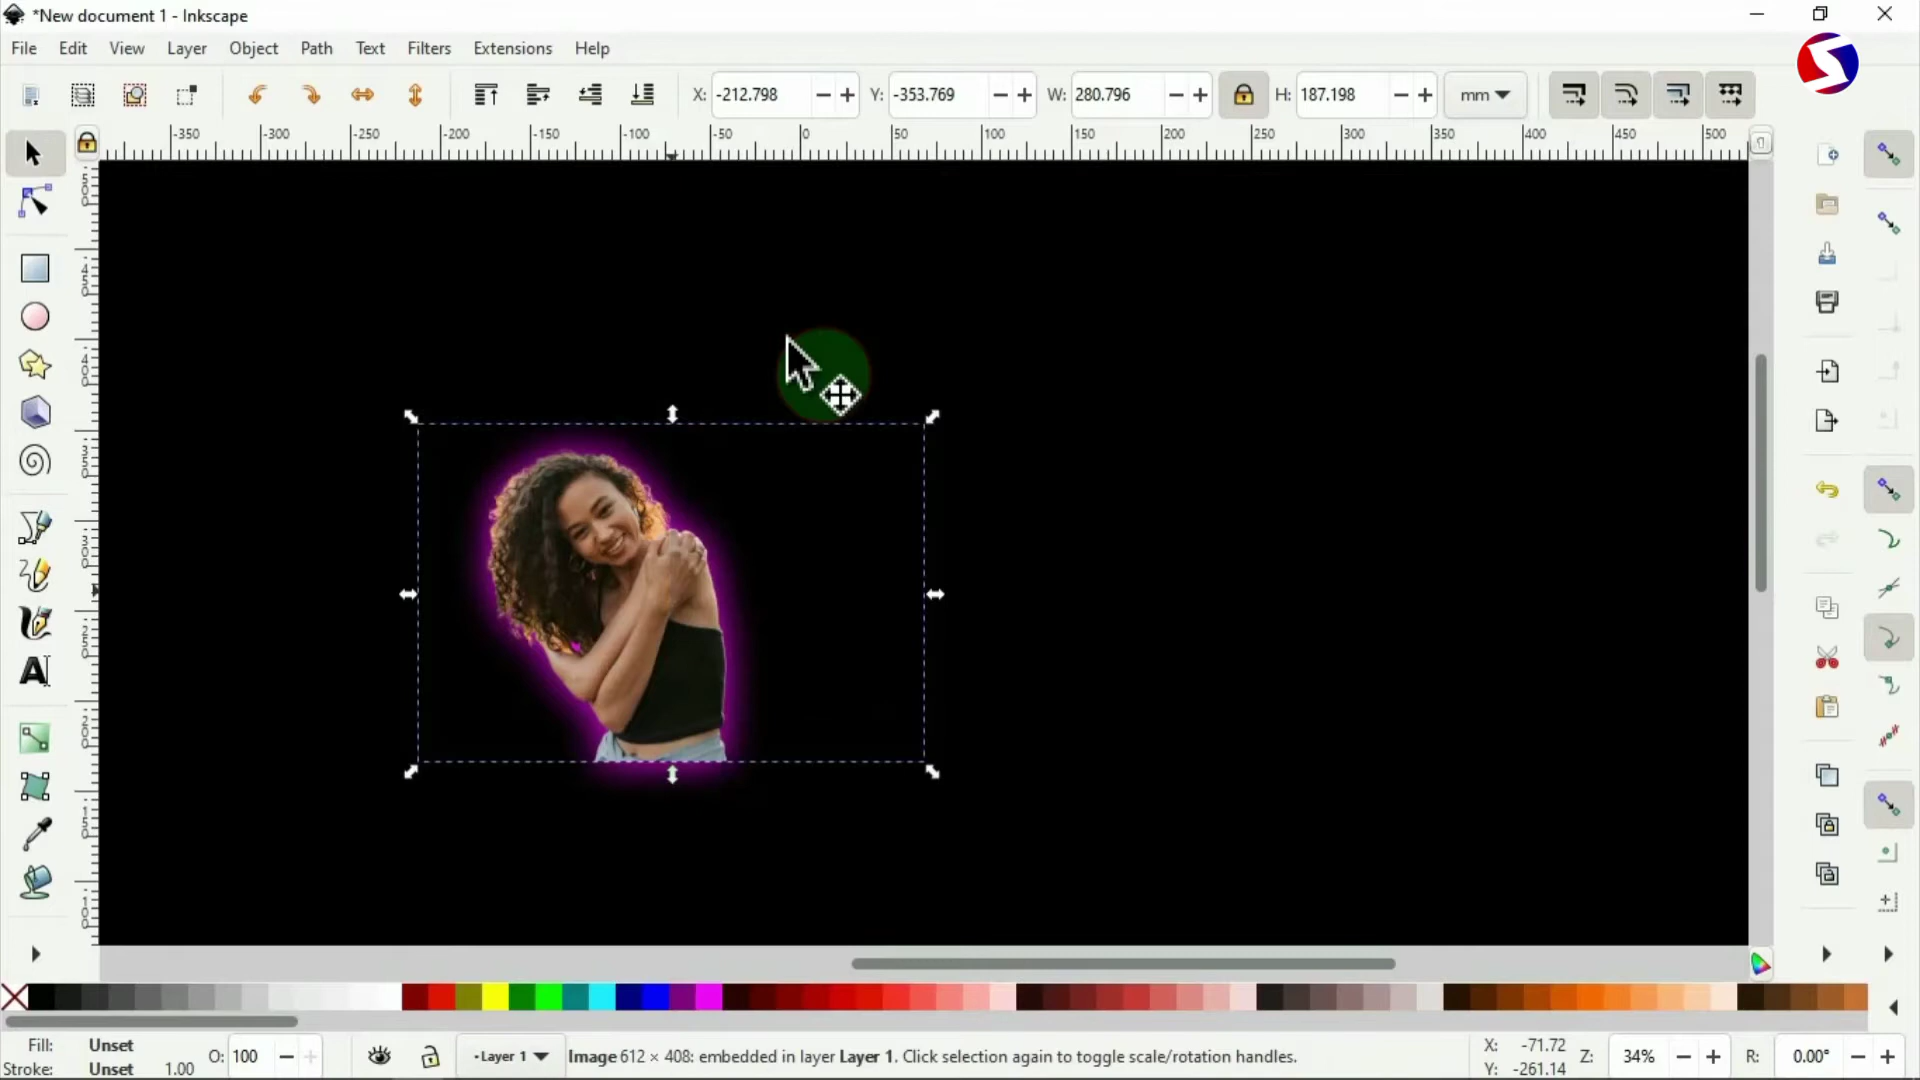 *New document 1 - Inkscape
File Edit View Layer Object Path Text Filters Extensions Help
X: -212.798 Y: -353.769 W: 280.796 H: 187.198 mm
-350 -300 -250 -200 -150 -100 -50 0 50 100 150 200 250 300 350 400 450 500
Fill: Unset O: 100 Layer 1 Image 612 × 408: embedded in layer Layer 1. Click selection again to toggle scale/rotation handles. X: -71.72 Z: 34% R: 0.00°
Stroke: Unset 1.00 Y: -261.14